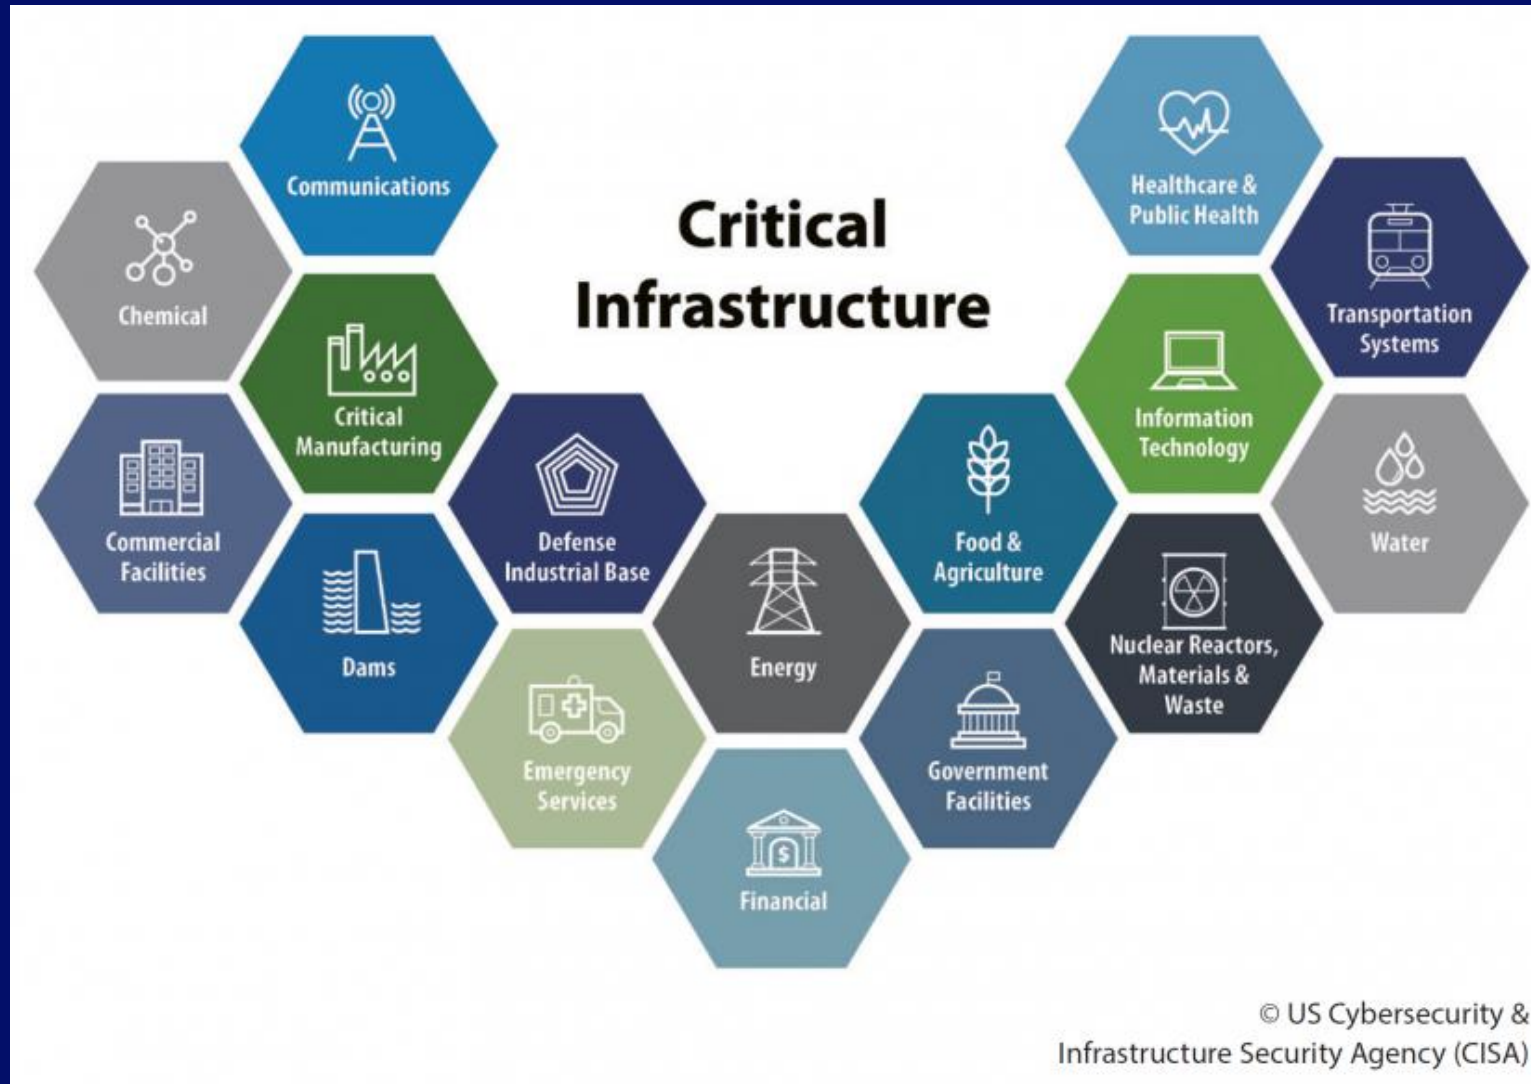 Communications
Healthcare &
Public Health
Critical
Infrastructure
Chemical
Transportation
Systems
Critical
Manufacturing
Information
Technology
Commercial
Facilities
Defense
Industrial Base
Food &
Agriculture
Water
Dams
Energy
Nuclear Reactors,
Materials &
Waste
Emergency
Services
Government
Facilities
$
Financial
© US Cybersecurity &
Infrastructure Security Agency (CISA)